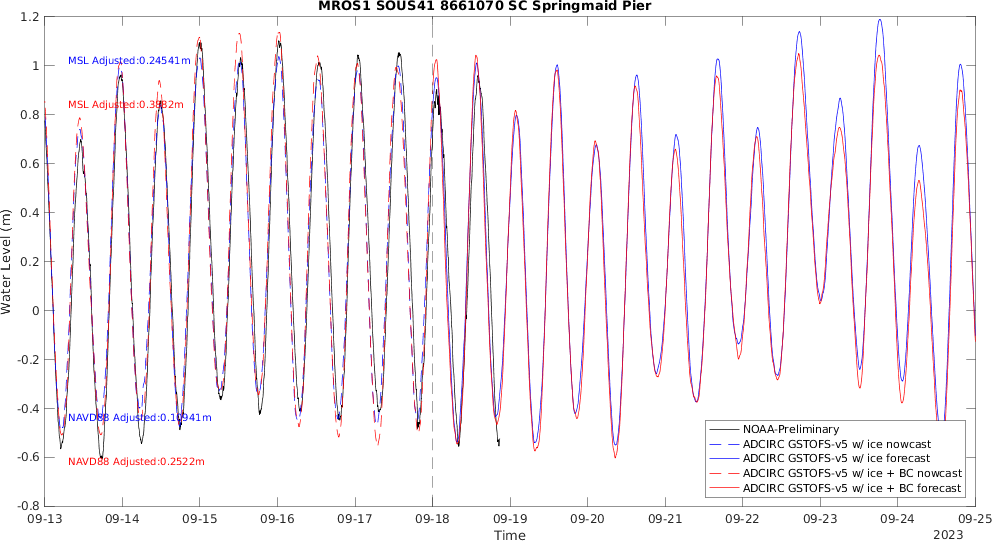 MROS1 SOUS41 8661070 SC Springmaid Pier
1.2
1
0.8
0.6
0.4
0.2
0
-0.2
-0.4
-0.6
-0.8
Water Level (m)
MSL Adjusted:0.24541m
MSL Adjusted:0.3882m
NAVD88 Adjusted:0.10941m
NAVD88 Adjusted:0.2522m
NOAA-Preliminary
ADCIRC GSTOFS-v5 w/ ice nowcast
ADCIRC GSTOFS-v5 w/ ice forecast
ADCIRC GSTOFS-v5 w/ ice + BC nowcast
ADCIRC GSTOFS-v5 w/ ice + BC forecast
09-13 09-14 09-15 09-16 09-17 09-18 09-19 09-20 09-21 09-22 09-23 09-24 09-25
Time
2023